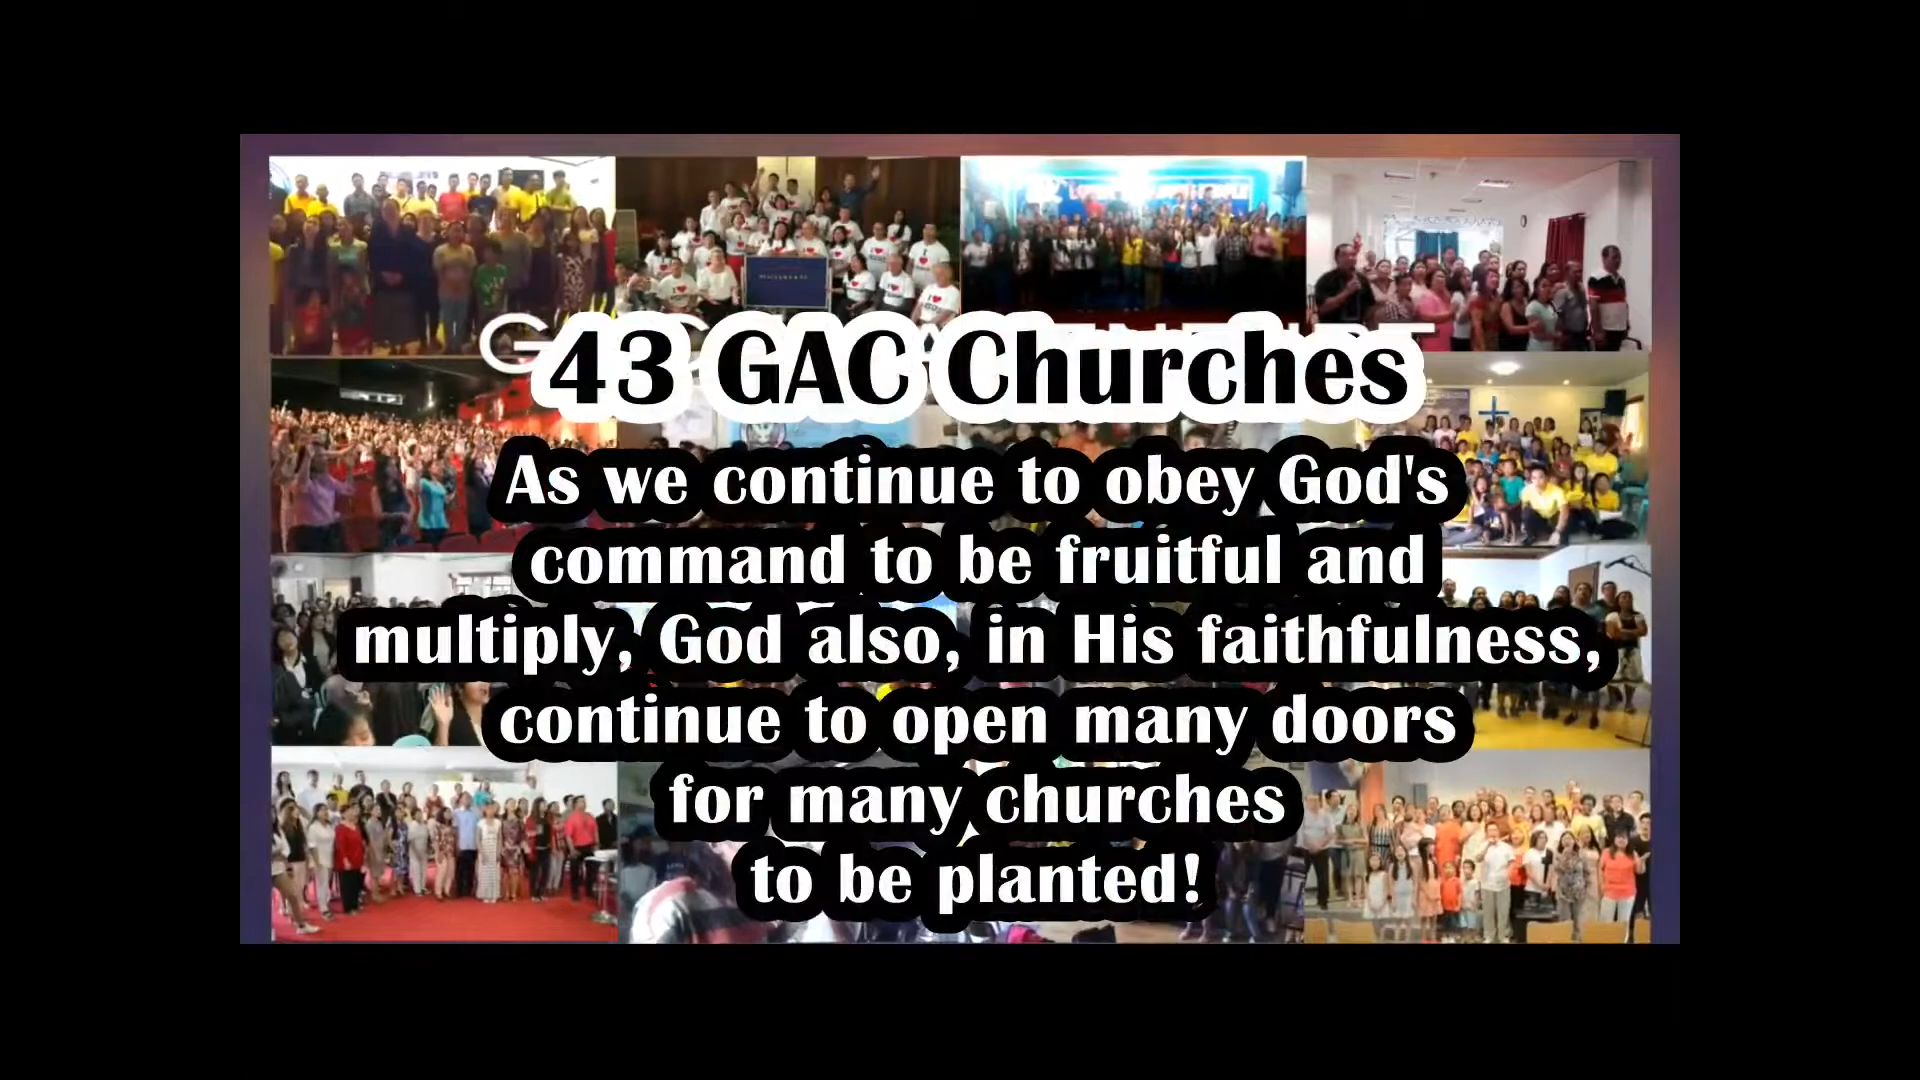 43 GAC Churches
As we continue to obey God's
command to be fruitful and
multiply, God also, in His faithfulness,
continue to open many doors
for many churches
to be planted!